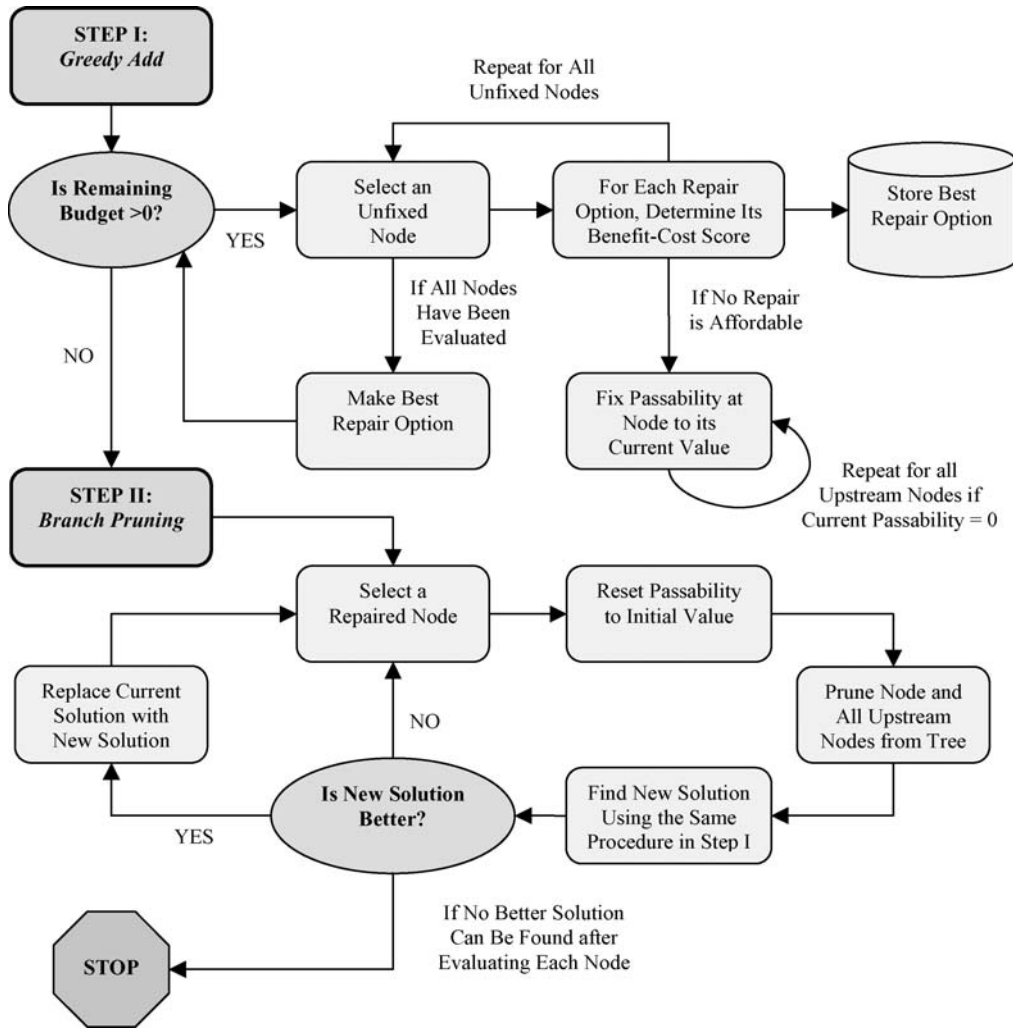 STEP I:
Greedy Add
Repeat for All
Unfixed Nodes
Is Remaining
Budget >0?
YES
Select an
Unfixed
Node
For Each Repair
Option, Determine Its
Benefit-Cost Score
Store Best
Repair Option
If All Nodes
Have Been
Evaluated
If No Repair
is Affordable
NO
Make Best
Repair Option
Fix Passability at
Node to its
Current Value
Repeat for all
Upstream Nodes if
Current Passability = 0
STEP II:
Branch Pruning
Select a
Repaired Node
Reset Passability
to Initial Value
Replace Current
Solution with
New Solution
NO
Prune Node and
All Upstream
Nodes from Tree
Is New Solution
Better?
YES
Find New Solution
Using the Same
Procedure in Step I
If No Better Solution
Can Be Found after
Evaluating Each Node
STOP